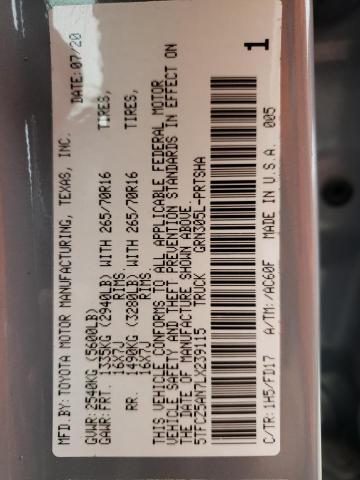 MFD.BY:TOYOTA MOTOR MANUFACTURING, TEXAS, INC. DATE: 07/20
GVWR: 2540KG (5600LB)
GAWR: FRT. 1335KG (2940LB) WITH 265/70R16 TIRES,
16X7J RIMS.
RR. 1490KG (3280LB) WITH 265/70R16 TIRES,
16X7J RIMS.
THIS VEHICLE CONFORMS TO ALL APPLICABLE FEDERAL MOTOR
VEHICLE SAFETY AND THEFT PREVENTION STANDARDS IN EFFECT ON
THE DATE OF MANUFACTURE SHOWN ABOVE.
5TFCZ5AN7LX239115 TRUCK GRN305L-PRTSHA
C/TR: 1H5/FD17 A/TM: /AC60F MADE IN U.S.A. 005
1